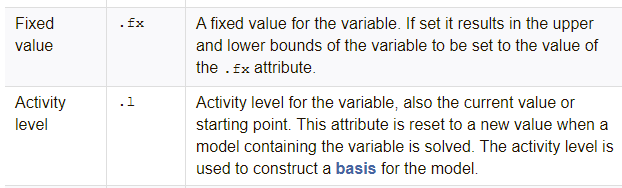 Fixed value
.fx
A fixed value for the variable. If set it results in the upper
and lower bounds of the variable to be set to the value of
the .fx attribute.
Activity level
.l
Activity level for the variable, also the current value or
starting point. This attribute is reset to a new value when a
model containing the variable is solved. The activity level is
used to construct a basis for the model.